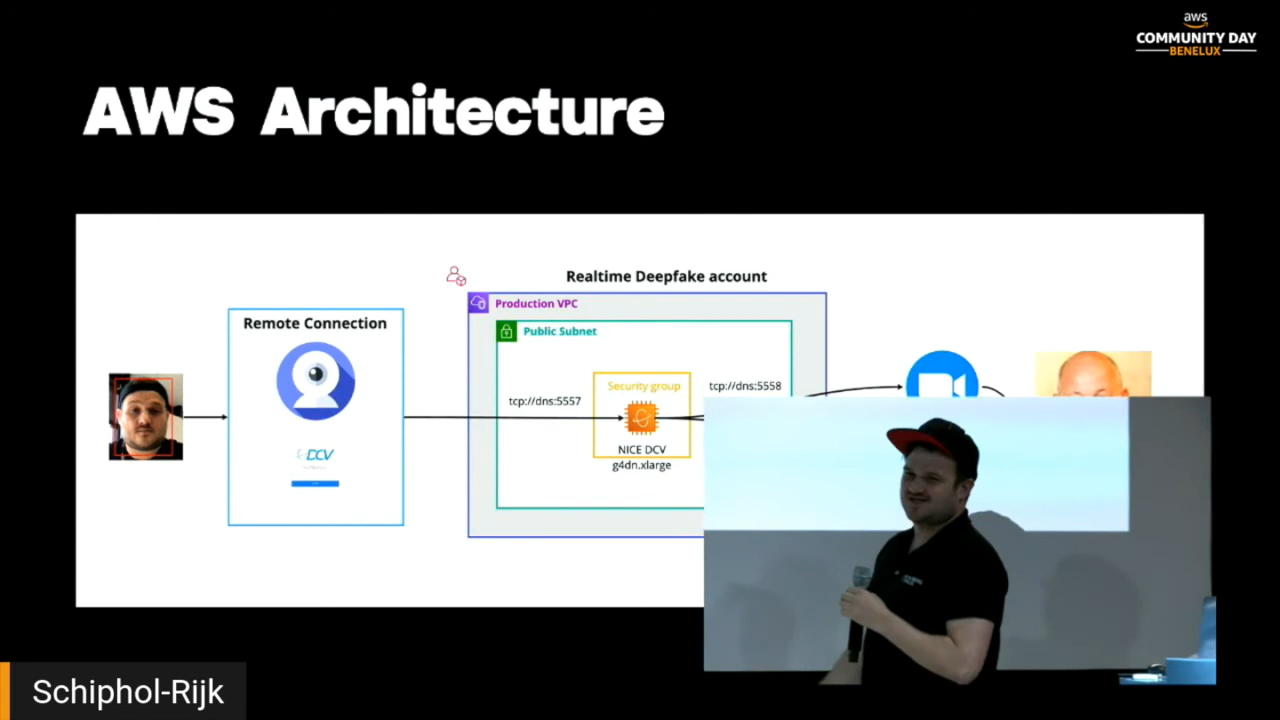 aws
COMMUNITY DAY
BENELUX
AWS Architecture
Realtime Deepfake account
Production VPC
Remote Connection
Public Subnet
Security group
tcp://dns:5558
tcp://dns:5557
NICE DCV
g4dn.xlarge
DCV
Schiphol-Rijk